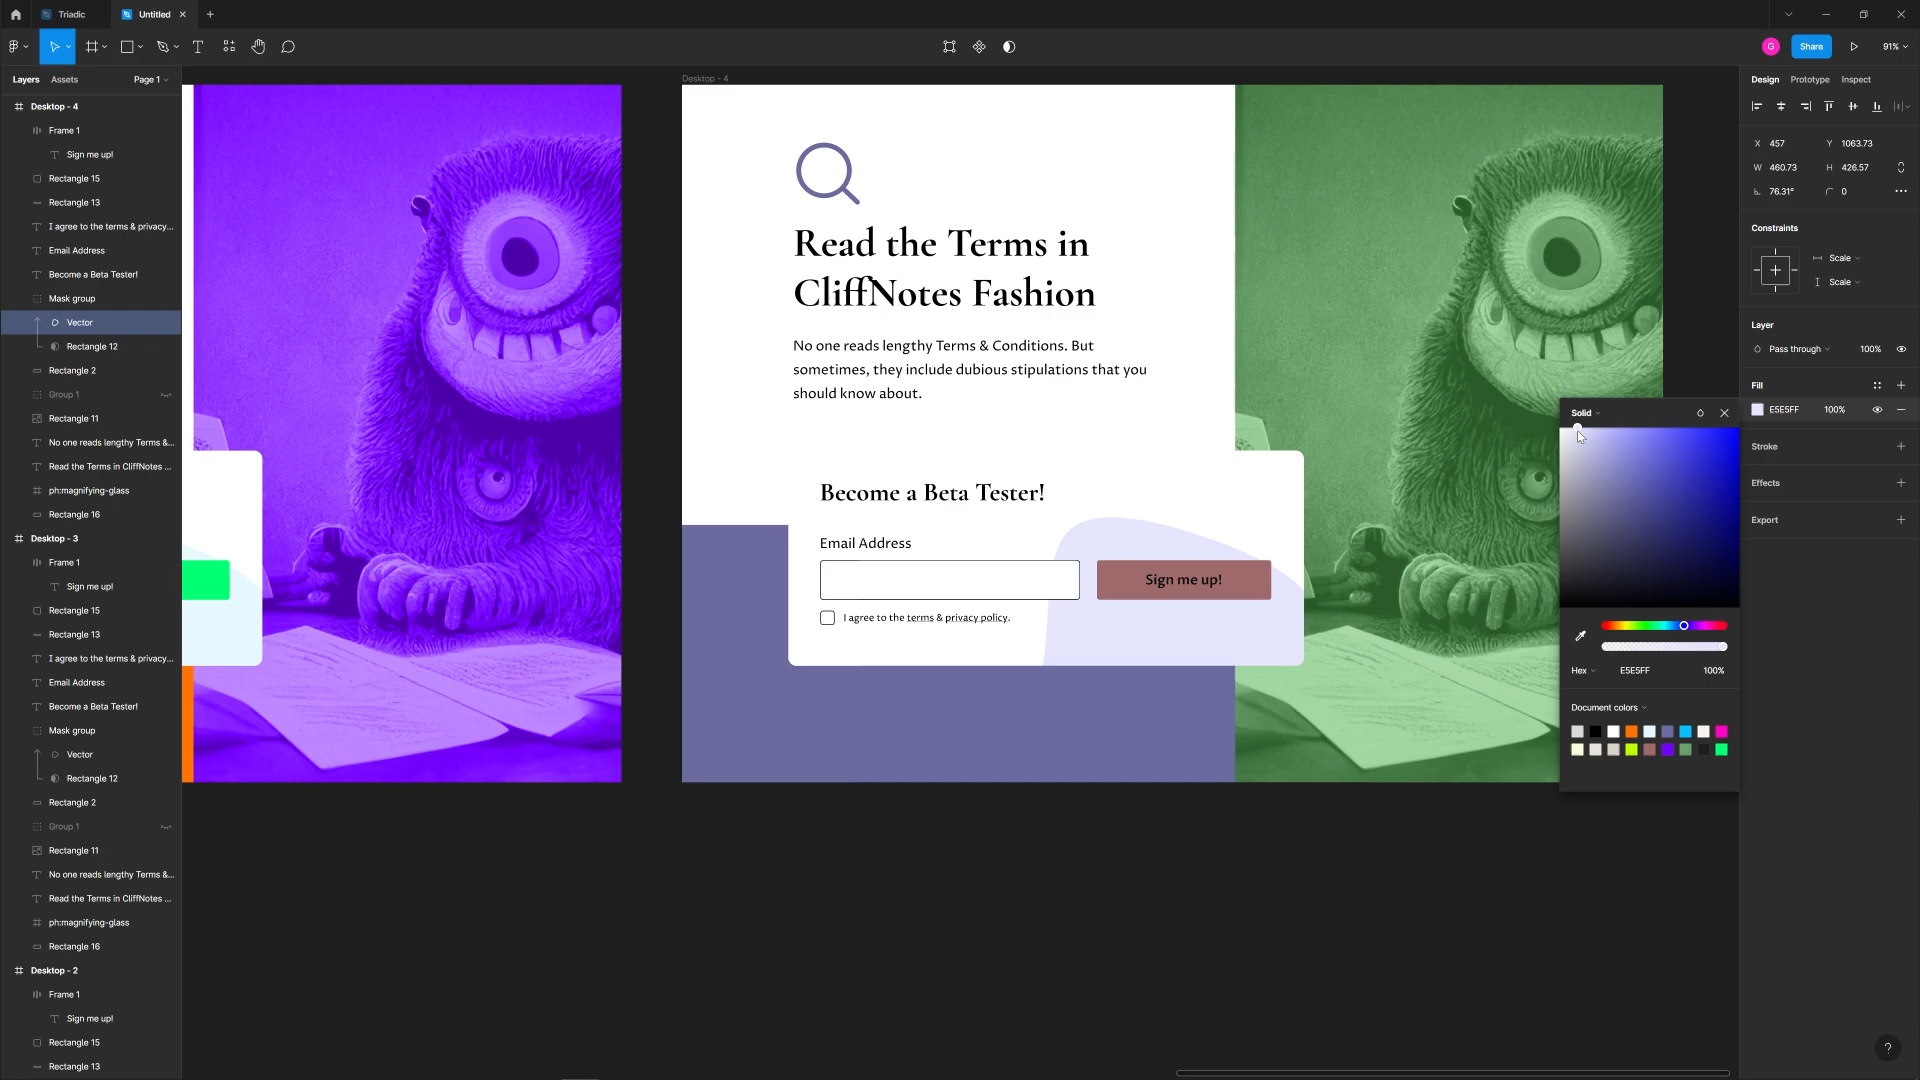 Triadic
Untitled
G
Share
91%
Layers
Assets
Page 1
Desktop - 4
Frame 1
Sign me up!
Rectangle 15
Rectangle 13
I agree to the terms & privacy...
Email Address
Become a Beta Tester!
Mask group
Vector
Rectangle 12
Rectangle 2
Group 1
Rectangle 11
No one reads lengthy Terms &...
Read the Terms in CliffNotes ...
ph:magnifying-glass
Rectangle 16
Desktop - 3
Frame 1
Sign me up!
Rectangle 15
Rectangle 13
I agree to the terms & privacy...
Email Address
Become a Beta Tester!
Mask group
Vector
Rectangle 12
Rectangle 2
Group 1
Rectangle 11
No one reads lengthy Terms &...
Read the Terms in CliffNotes ...
ph:magnifying-glass
Rectangle 16
Desktop - 2
Frame 1
Sign me up!
Rectangle 15
Rectangle 13
Desktop - 4
Read the Terms in
CliffNotes Fashion
No one reads lengthy Terms & Conditions. But
sometimes, they include dubious stipulations that you
should know about.
Become a Beta Tester!
Email Address
Sign me up!
I agree to the terms & privacy policy.
Design
Prototype
Inspect
X 457
Y 1063.73
W 460.73
H 426.57
76.31°
0
Constraints
Scale
Scale
Layer
Pass through
100%
Fill
E5E5FF
100%
Stroke
Effects
Export
Solid
Hex
E5E5FF
100%
Document colors
?